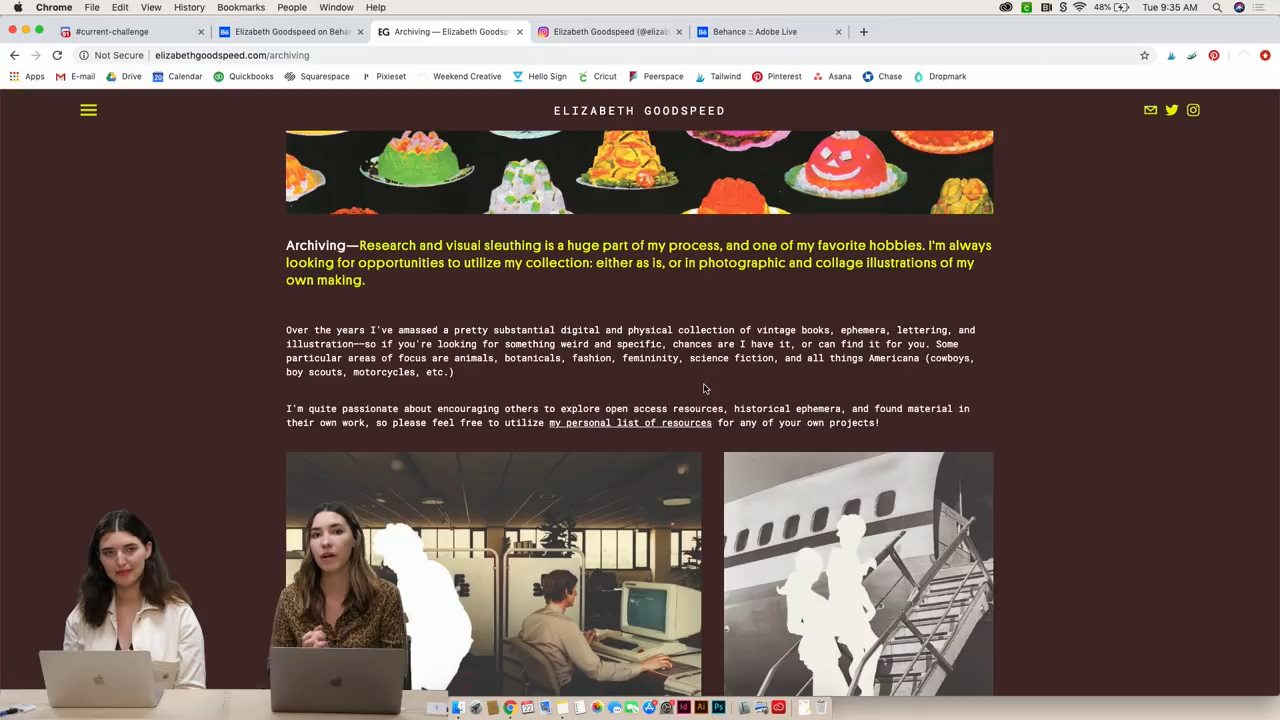 Chrome File Edit View History Bookmarks People Window Help 48% Tue 9:35 AM
#current-challenge Elizabeth Goodspeed on Behan EG Archiving — Elizabeth Goodsp Elizabeth Goodspeed (@elizab Behance :: Adobe Live
Not Secure elizabethgoodspeed.com/archiving
Apps E-mail Drive Calendar Quickbooks Squarespace Pixieset Weekend Creative Hello Sign Cricut Peerspace Tailwind Pinterest Asana Chase Dropmark
ELIZABETH GOODSPEED
Archiving—Research and visual sleuthing is a huge part of my process, and one of my favorite hobbies. I'm always
looking for opportunities to utilize my collection: either as is, or in photographic and collage illustrations of my
own making.
Over the years I've amassed a pretty substantial digital and physical collection of vintage books, ephemera, lettering, and
illustration—–so if you're looking for something weird and specific, chances are I have it, or can find it for you. Some
particular areas of focus are animals, botanicals, fashion, femininity, science fiction, and all things Americana (cowboys,
boy scouts, motorcycles, etc.)
I'm quite passionate about encouraging others to explore open access resources, historical ephemera, and found material in
their own work, so please feel free to utilize my personal list of resources for any of your own projects!
Id Ai Ps